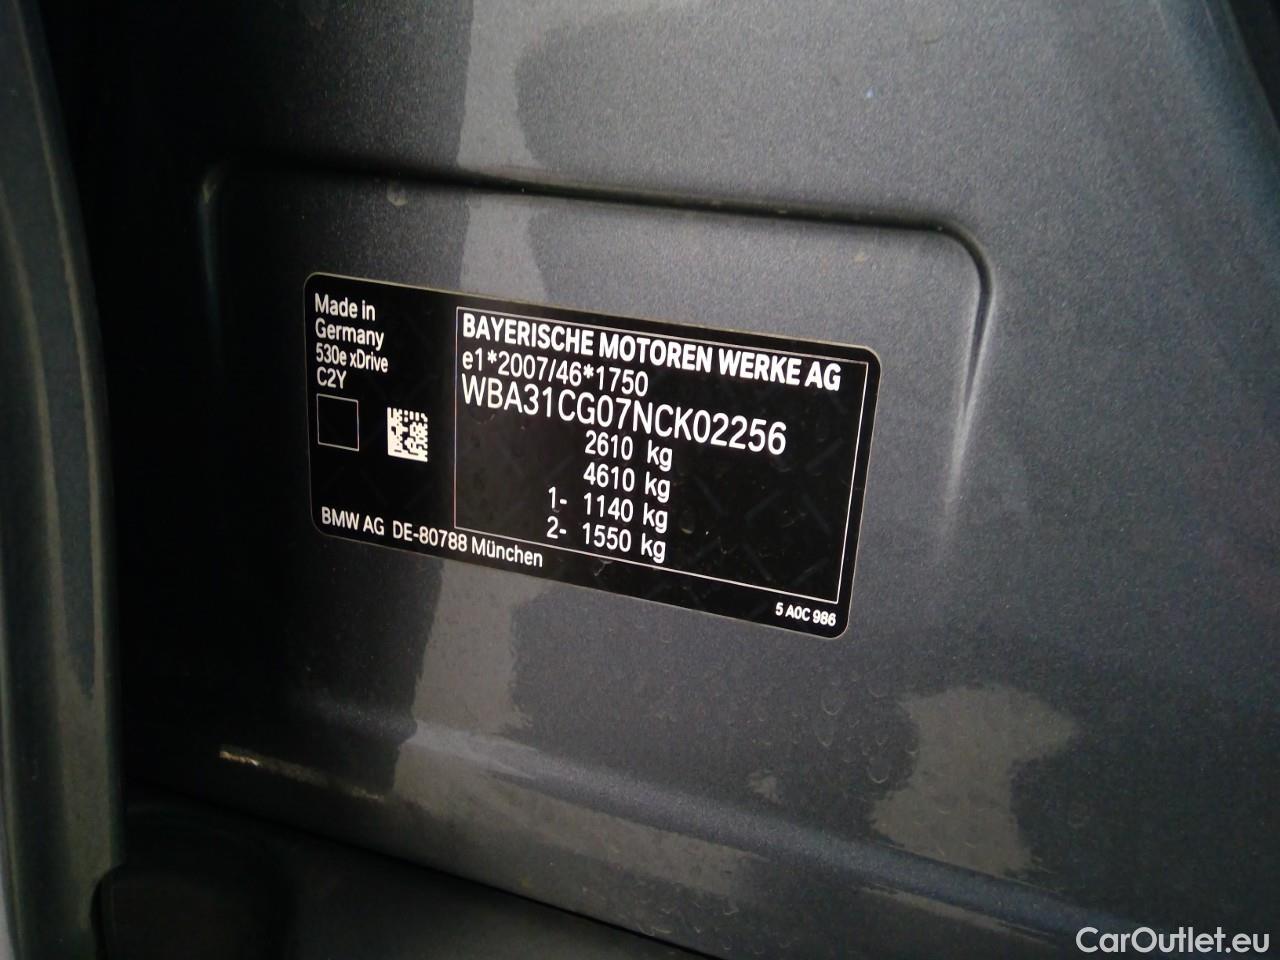 Made in
Germany
530e xDrive
C2Y
BAYERISCHE MOTOREN WERKE AG
e1*2007/46*1750
WBA31CG07NCK02256
2610 kg
4610 kg
1- 1140 kg
2- 1550 kg
BMW AG DE-80788 München
5 A0C 986
CarOutlet.eu